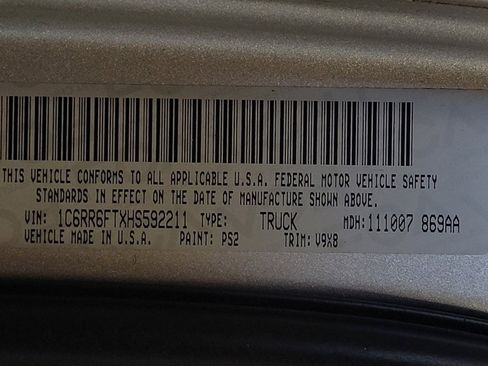 THIS VEHICLE CONFORMS TO ALL APPLICABLE U.S.A. FEDERAL MOTOR VEHICLE SAFETY
STANDARDS IN EFFECT ON THE DATE OF MANUFACTURE SHOWN ABOVE.
VIN: 1C6RR6FTXHS592211 TYPE: TRUCK MDH:111007 869AA
VEHICLE MADE IN U.S.A. PAINT: PS2 TRIM: V9X8